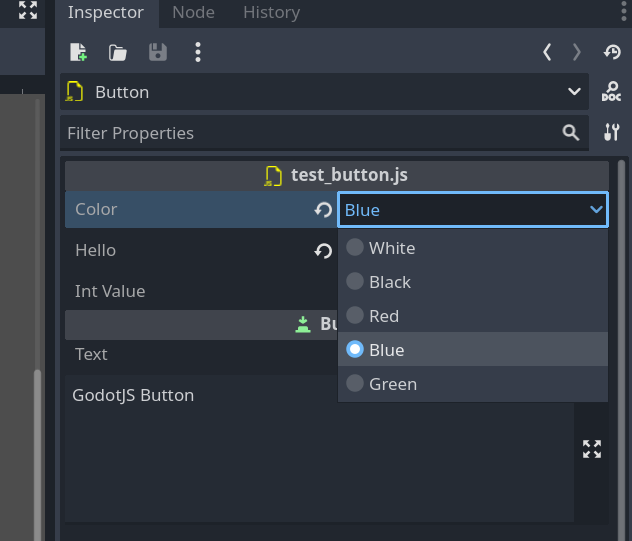 Inspector Node History
Button
DOC
Filter Properties
test_button.js
Color Blue
White
Hello
Black
Int Value
Red
Blue
Text
Green
GodotJS Button